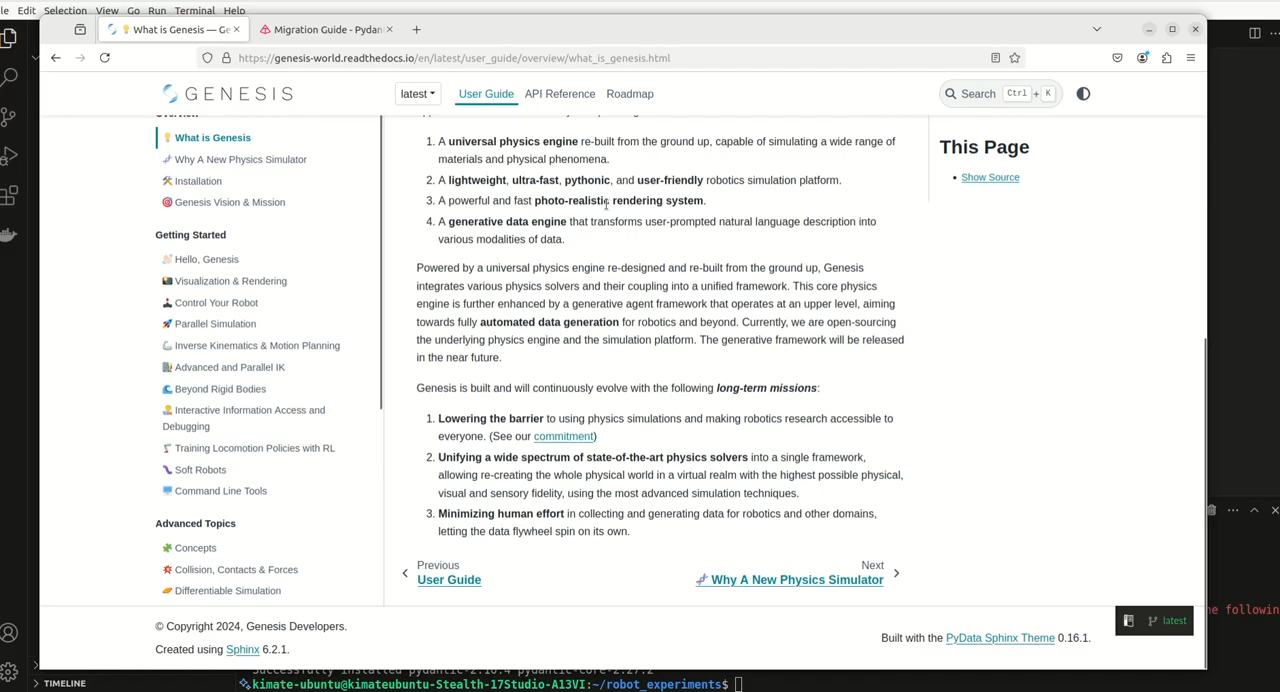 Edit Selection View Go Run Terminal Help
What is Genesis — Ge
Migration Guide - Pydan
https://genesis-world.readthedocs.io/en/latest/user_guide/overview/what_is_genesis.html
GENESIS
latest
User Guide
API Reference
Roadmap
Search Ctrl + K
What is Genesis
Why A New Physics Simulator
Installation
Genesis Vision & Mission
Getting Started
Hello, Genesis
Visualization & Rendering
Control Your Robot
Parallel Simulation
Inverse Kinematics & Motion Planning
Advanced and Parallel IK
Beyond Rigid Bodies
Interactive Information Access and
Debugging
Training Locomotion Policies with RL
Soft Robots
Command Line Tools
Advanced Topics
Concepts
Collision, Contacts & Forces
Differentiable Simulation
1. A universal physics engine re-built from the ground up, capable of simulating a wide range of
materials and physical phenomena.
2. A lightweight, ultra-fast, pythonic, and user-friendly robotics simulation platform.
3. A powerful and fast photo-realistic rendering system.
4. A generative data engine that transforms user-prompted natural language description into
various modalities of data.
Powered by a universal physics engine re-designed and re-built from the ground up, Genesis
integrates various physics solvers and their coupling into a unified framework. This core physics
engine is further enhanced by a generative agent framework that operates at an upper level, aiming
towards fully automated data generation for robotics and beyond. Currently, we are open-sourcing
the underlying physics engine and the simulation platform. The generative framework will be released
in the near future.
Genesis is built and will continuously evolve with the following long-term missions:
1. Lowering the barrier to using physics simulations and making robotics research accessible to
everyone. (See our commitment)
2. Unifying a wide spectrum of state-of-the-art physics solvers into a single framework,
allowing re-creating the whole physical world in a virtual realm with the highest possible physical,
visual and sensory fidelity, using the most advanced simulation techniques.
3. Minimizing human effort in collecting and generating data for robotics and other domains,
letting the data flywheel spin on its own.
Previous
User Guide
Next
Why A New Physics Simulator
This Page
• Show Source
© Copyright 2024, Genesis Developers.
Created using Sphinx 6.2.1.
Built with the PyData Sphinx Theme 0.16.1.
latest
he followin
TIMELINE
kimate-ubuntu@kimateubuntu-Stealth-17Studio-A13VI:~/robot_experiments$